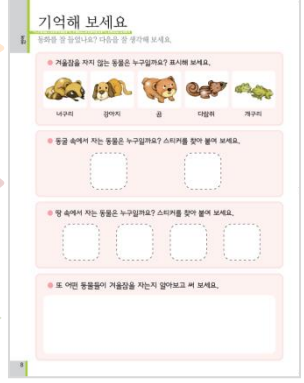 기억해 보세요
동화를 잘 들었나요? 다음을 잘 생각해 보세요.
겨울잠을 자지 않는 동물은 누구일까요? 표시해 보세요.
너구리 강아지 곰 다람쥐 개구리
동굴 속에서 자는 동물은 누구일까요? 스티커를 찾아 붙여 보세요.
땅 속에서 자는 동물은 누구일까요? 스티커를 찾아 붙여 보세요.
또 어떤 동물들이 겨울잠을 자는지 알아보고 써 보세요.
8